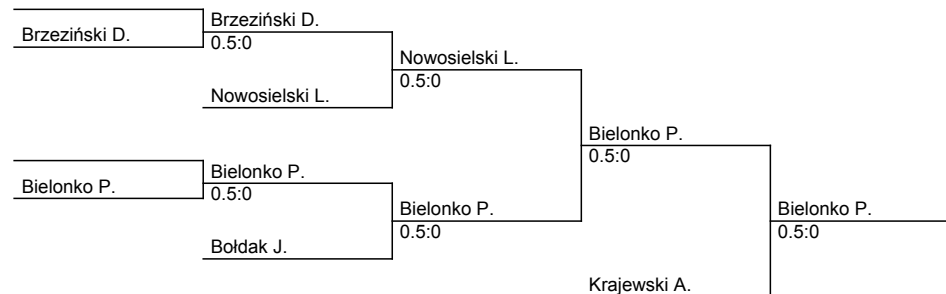 Brzeziński D.
Brzeziński D.
0.5:0
Nowosielski L.
Nowosielski L.
0.5:0
Bielonko P.
0.5:0
Bielonko P.
Bielonko P.
0.5:0
Bielonko P.
0.5:0
Bielonko P.
0.5:0
Bołdak J.
Krajewski A.